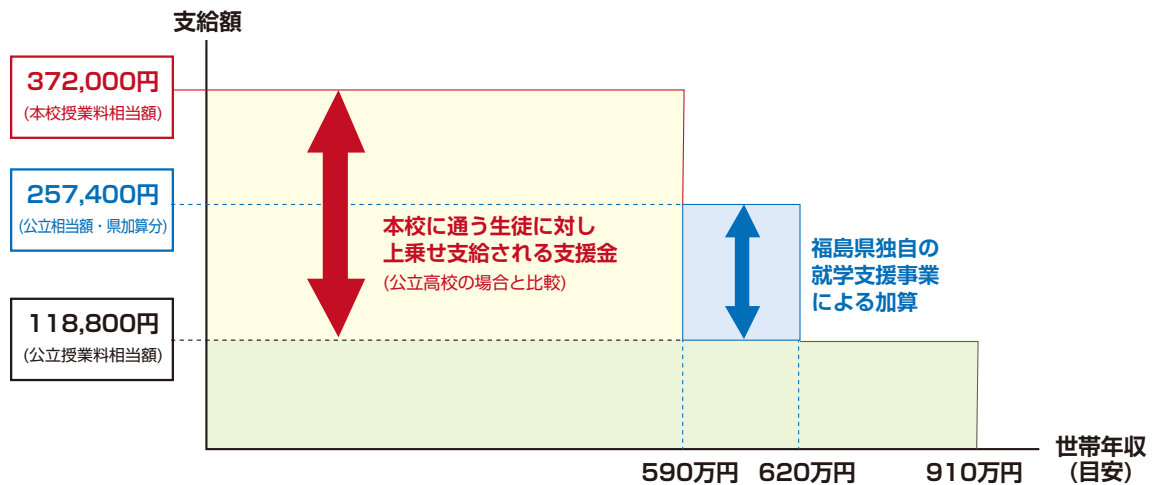 支給額
372,000円
(本校授業料相当額)
257,400円
(公立相当額・県加算分)
118,800円
(公立授業料相当額)
本校に通う生徒に対し
上乗せ支給される支援金
(公立高校の場合と比較)
福島県独自の
就学支援事業
による加算
590万円
620万円
910万円
世帯年収
(目安)